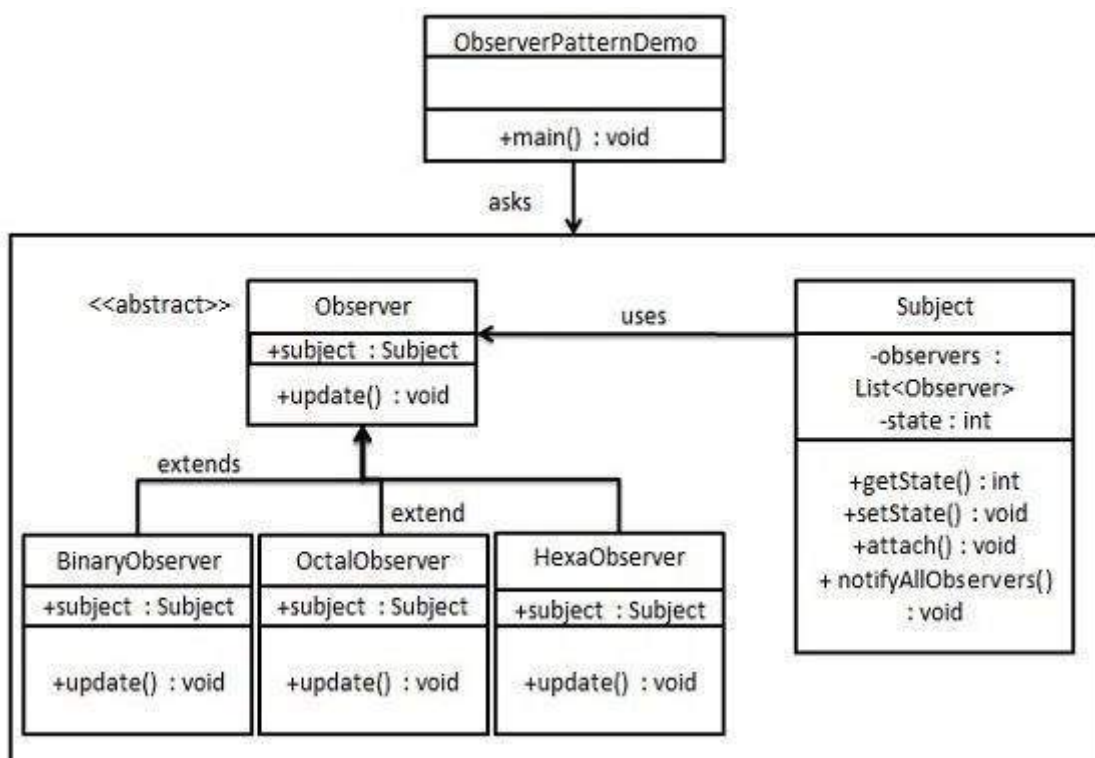 ObserverPatternDemo
+main() : void
asks
<<abstract>>
Observer
+subject : Subject
+update() : void
uses
Subject
-observers :
List<Observer>
-state : int
+getState() : int
+setState() : void
+attach() : void
+ notifyAllObservers()
: void
extends
extend
BinaryObserver
+subject : Subject
+update() : void
OctalObserver
+subject : Subject
+update() : void
HexaObserver
+subject : Subject
+update() : void